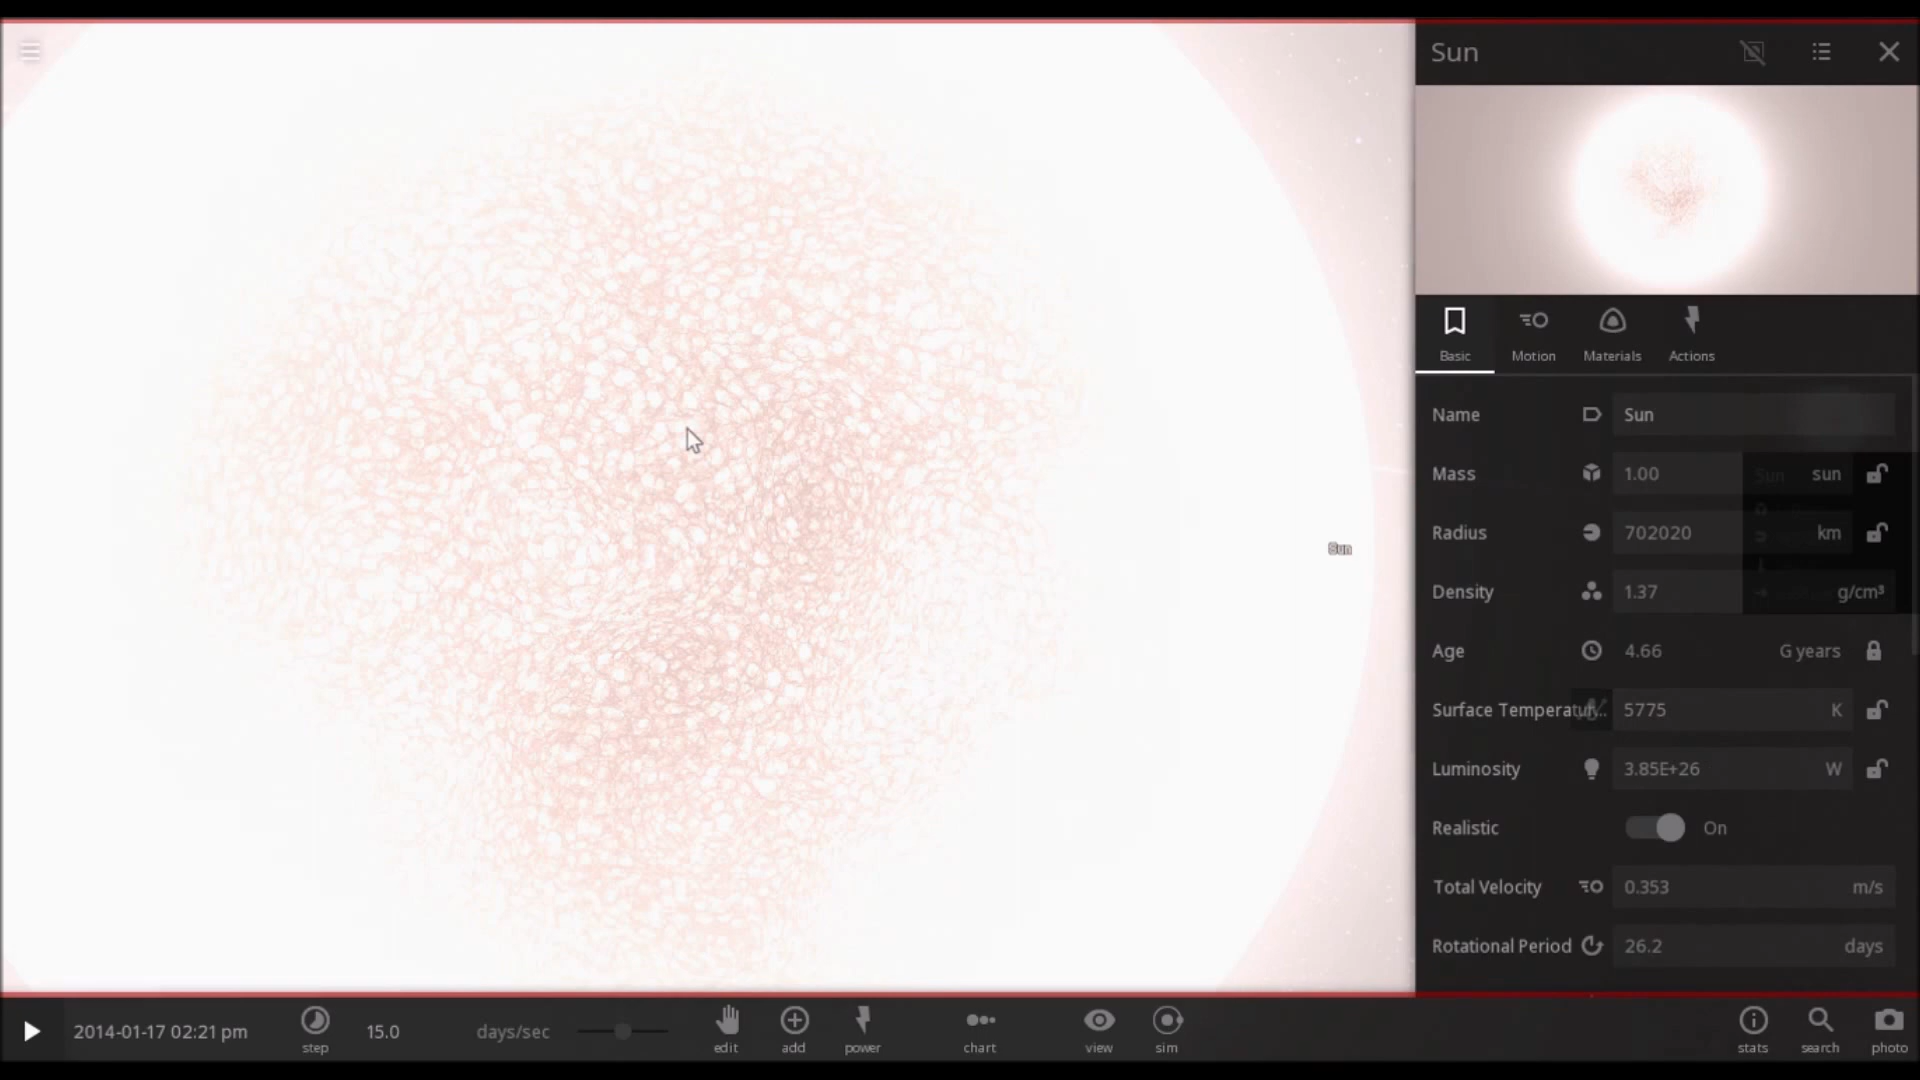 Sun
Basic
Motion
Materials
Actions
Name Sun
Mass 1.00 sun
Radius 702020 km
Density 1.37 g/cm³
Age 4.66 G years
Surface Temperatur... 5775 K
Luminosity 3.85E+26 W
Realistic On
Total Velocity 0.353 m/s
Rotational Period 26.2 days
Sun
Sun
2014-01-17 02:21 pm
step
15.0 days/sec
edit
add
power
chart
view
sim
stats
search
photo